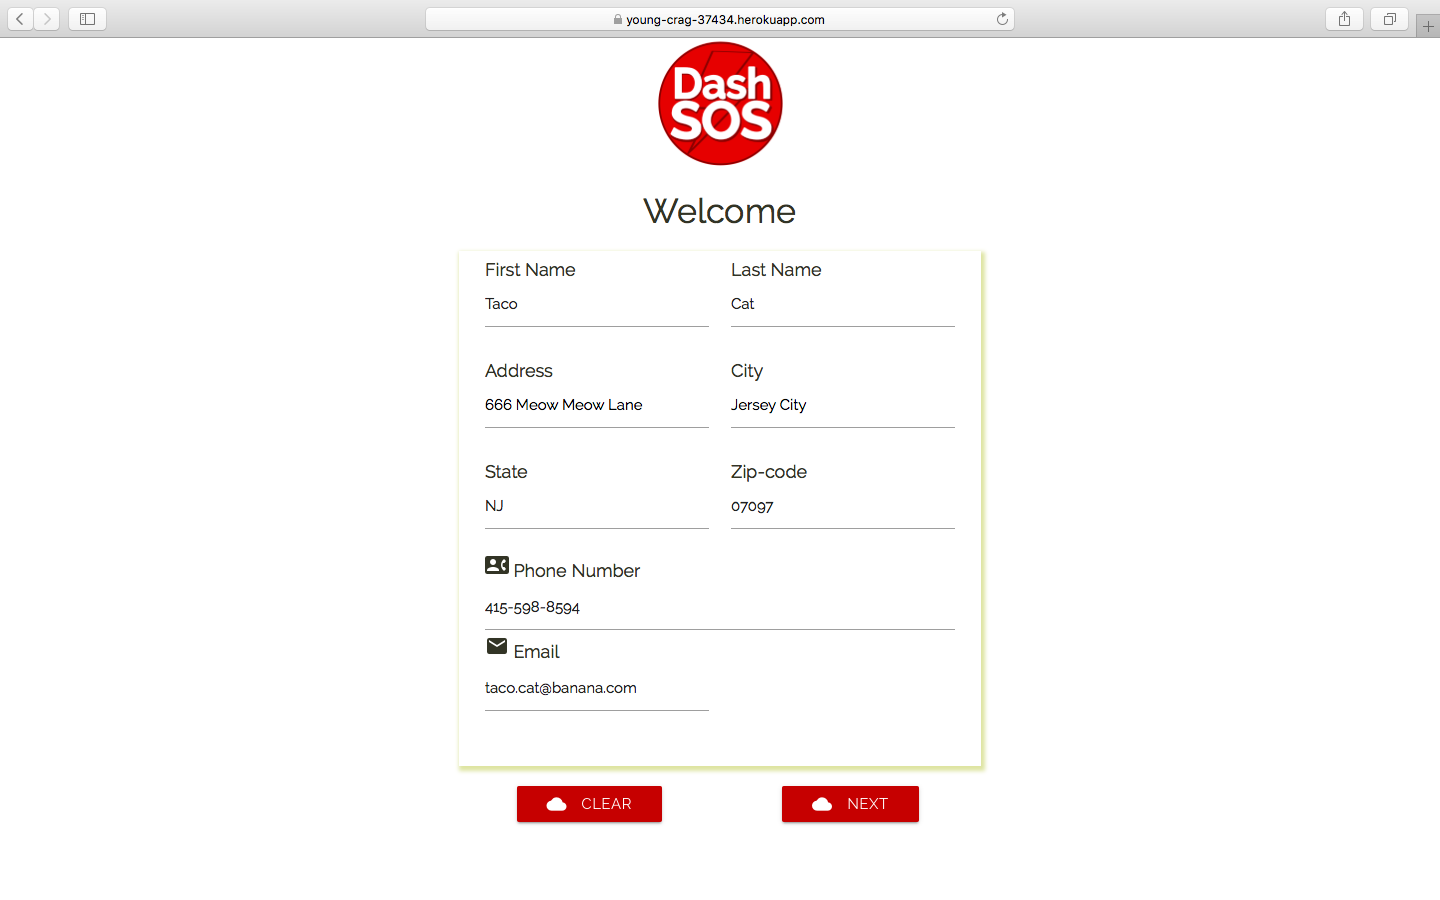 young-crag-37434.herokuapp.com
Dash
SOS
Welcome
First Name
Last Name
Taco
Cat
Address
City
666 Meow Meow Lane
Jersey City
State
Zip-code
NJ
07097
Phone Number
415-598-8594
Email
taco.cat@banana.com
CLEAR
NEXT